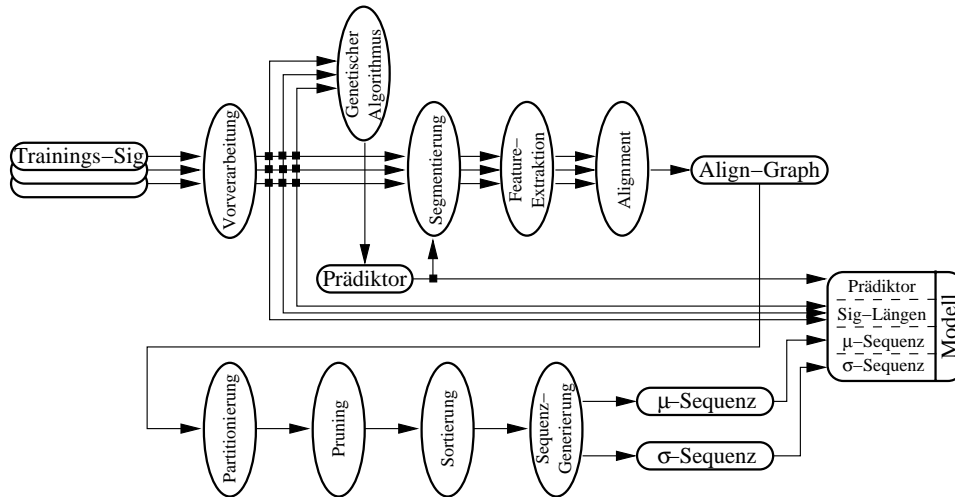 Genetischer
Algorithmus
Trainings–Sig
Vorverarbeitung
Segmentierung
Feature–
Extraktion
Alignment
Align–Graph
Prädiktor
Prädiktor
Sig–Längen
μ–Sequenz
σ–Sequenz
Modell
Partitionierung
Pruning
Sortierung
Sequenz–
Generierung
μ–Sequenz
σ–Sequenz